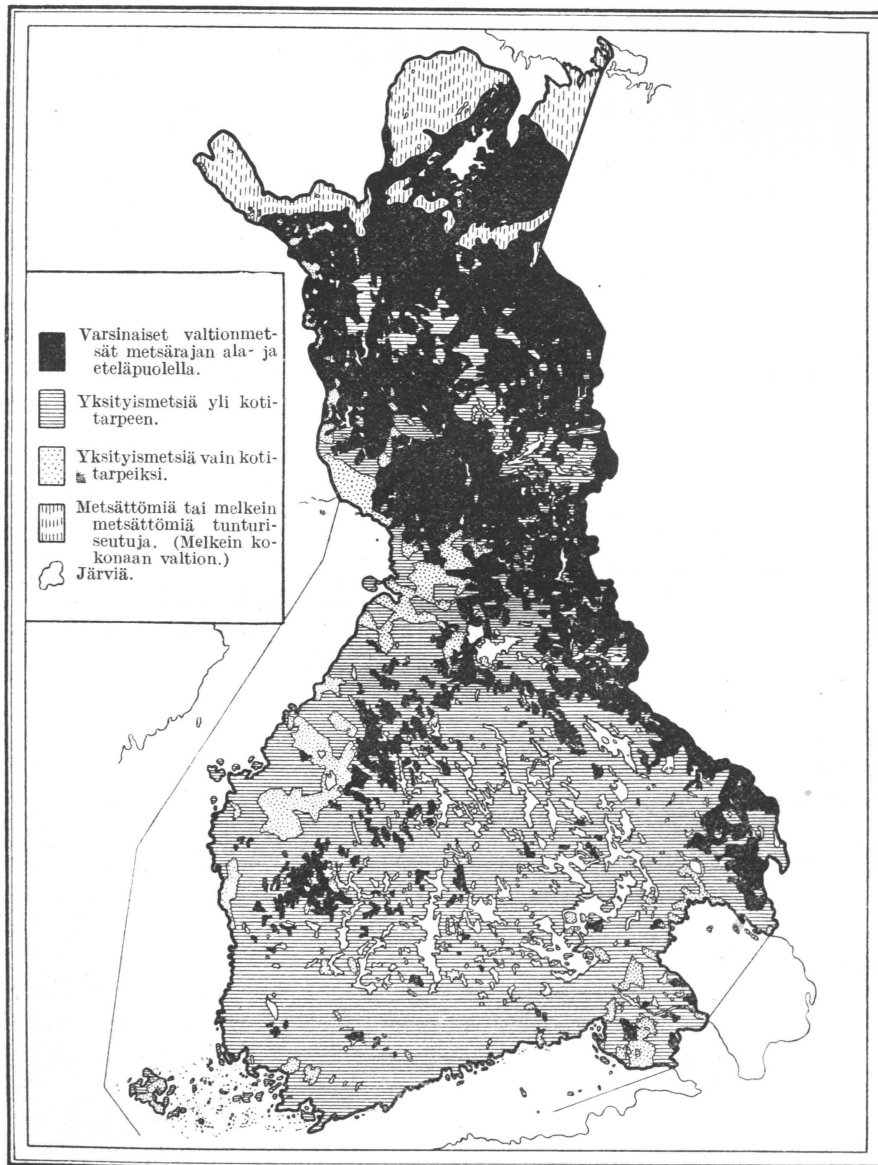 Varsinaiset valtionmet-
sät metsärajan ala- ja
eteläpuolella.
Yksityismetsiä yli koti-
tarpeen.
Yksityismetsiä vain koti-
tarpeiksi.
Metsättömiä tai melkein
metsättömiä tunturi-
seutuja. (Melkein ko-
konaan valtion.)
Järviä.